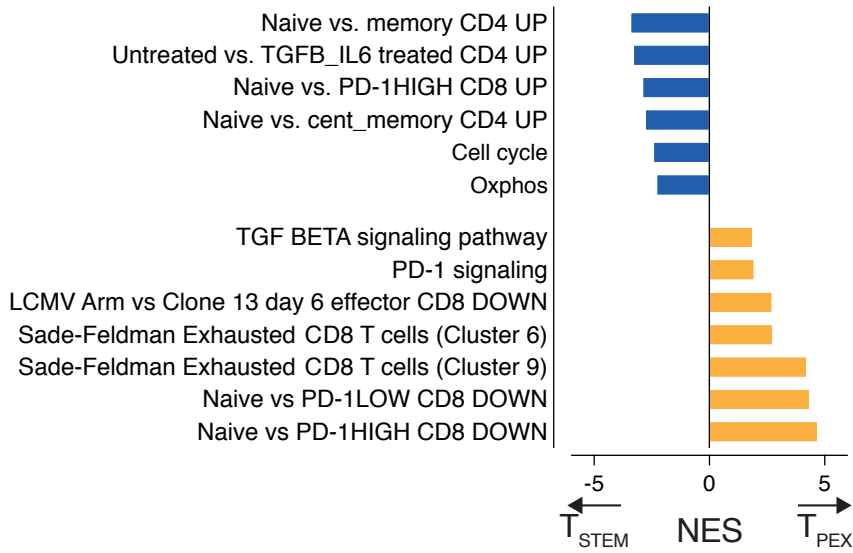 Naive vs. memory CD4 UP
Untreated vs. TGFB_IL6 treated CD4 UP
Naive vs. PD-1HIGH CD8 UP
Naive vs. cent_memory CD4 UP
Cell cycle
Oxphos
TGF BETA signaling pathway
PD-1 signaling
LCMV Arm vs Clone 13 day 6 effector CD8 DOWN
Sade-Feldman Exhausted CD8 T cells (Cluster 6)
Sade-Feldman Exhausted CD8 T cells (Cluster 9)
Naive vs PD-1LOW CD8 DOWN
Naive vs PD-1HIGH CD8 DOWN
-5 0 5
TSTEM NES TPEX